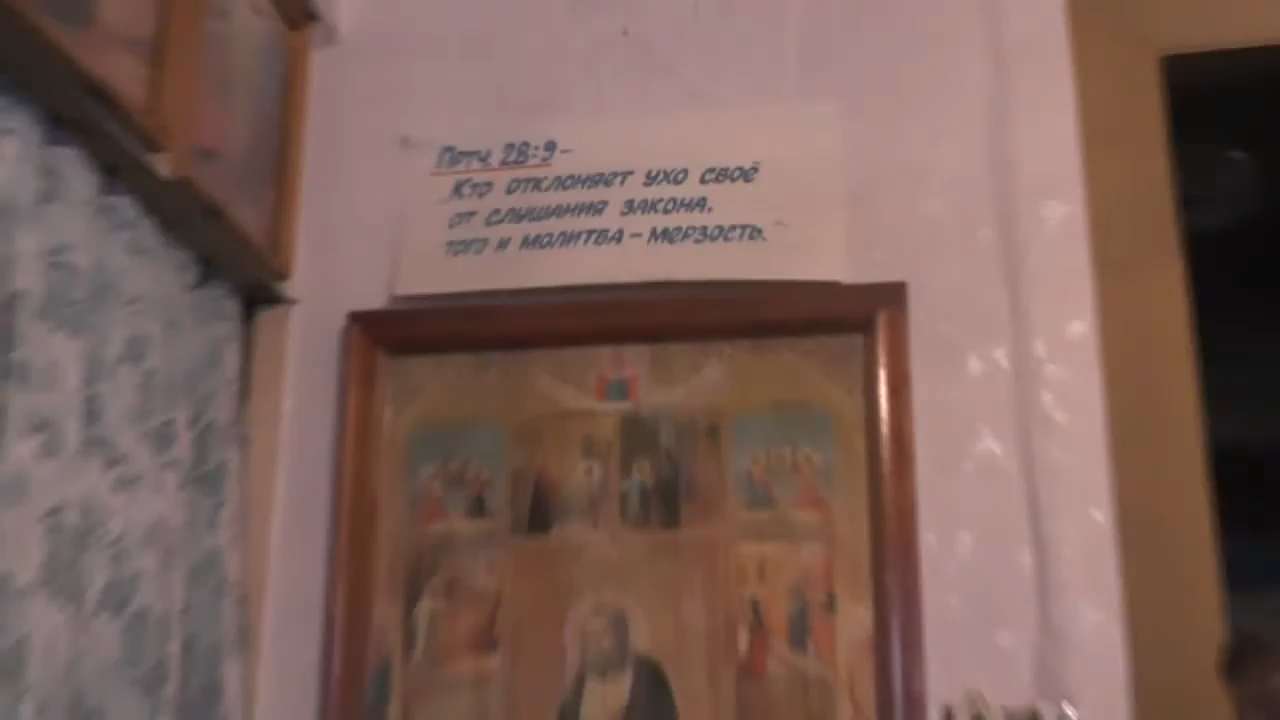 Притч. 28:9 –
Кто отклоняет ухо своё
от слушания закона,
того и молитва – мерзость.